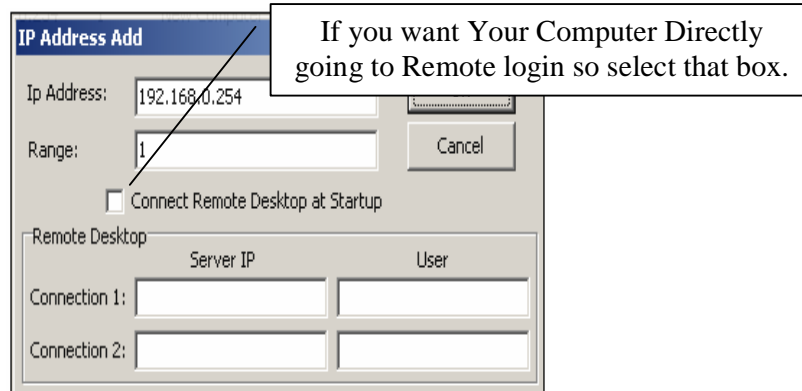 If you want Your Computer Directly
going to Remote login so select that box.
IP Address Add
Ip Address: 192.168.0.254
Range: 1
Cancel
Connect Remote Desktop at Startup
Remote Desktop
Server IP User
Connection 1:
Connection 2: